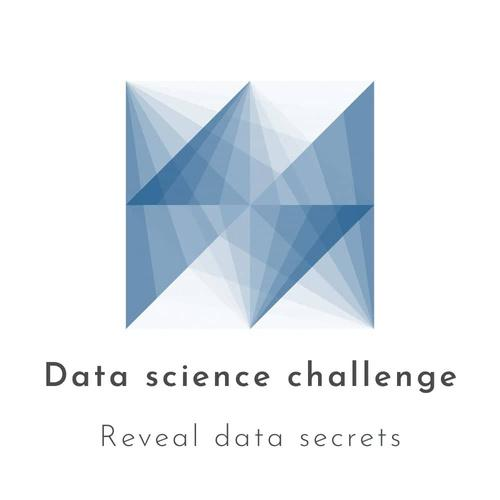 Data science challenge
Reveal data secrets